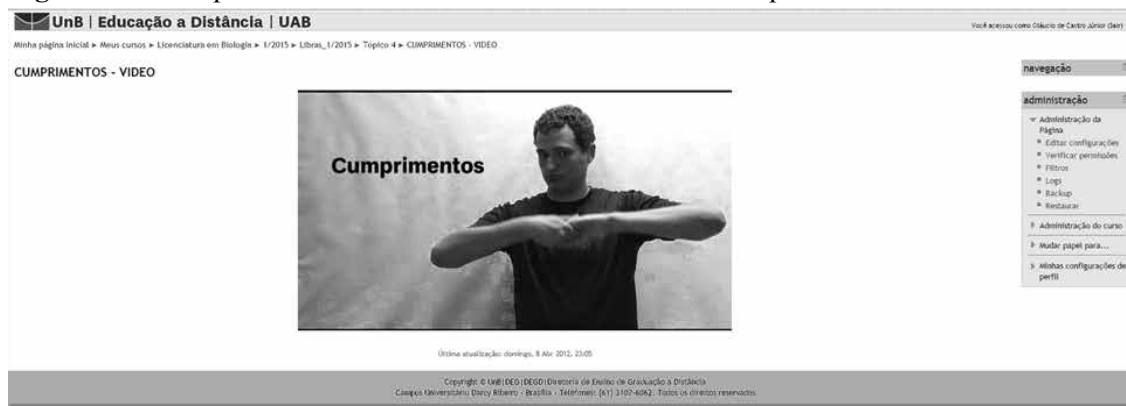 UnB | Educação a Distância | UAB
Você acessou como Gláucio de Castro Júnior (Sair)
Minha página inicial ► Meus cursos ► Licenciatura em Biologia ► 1/2015 ► Libras_1/2015 ► Tópico 4 ► CUMPRIMENTOS - VIDEO
CUMPRIMENTOS - VIDEO
Cumprimentos
navegação
administração
Administração da
Página
Editar configurações
Verificar permissões
Filtros
Logs
Backup
Restaurar
Administração do curso
Mudar papel para...
Minhas configurações de
perfil
Última atualização: domingo, 8 Abr 2012, 23:05
Copyright © UnB|DEG|DEGD|Diretoria de Ensino de Graduação a Distância
Campus Universitário Darcy Ribeiro - Brasília - Telefones: (61) 3107-6062. Todos os direitos reservados